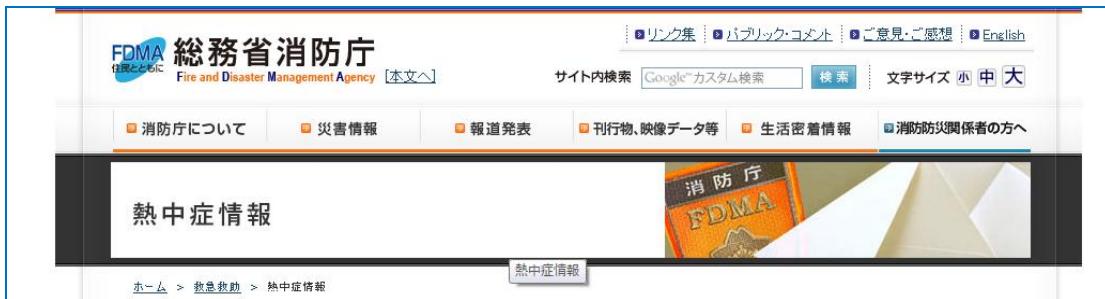 リンク集 パブリック・コメント ご意見・ご感想 English
FDMA 総務省消防庁
住民とともに Fire and Disaster Management Agency [本文へ]
サイト内検索 Google™カスタム検索 検索 文字サイズ 小 中 大
消防庁について 災害情報 報道発表 刊行物、映像データ等 生活密着情報 消防防災関係者の方へ
熱中症情報
消防庁
FDMA
熱中症情報
ホーム > 救急救助 > 熱中症情報